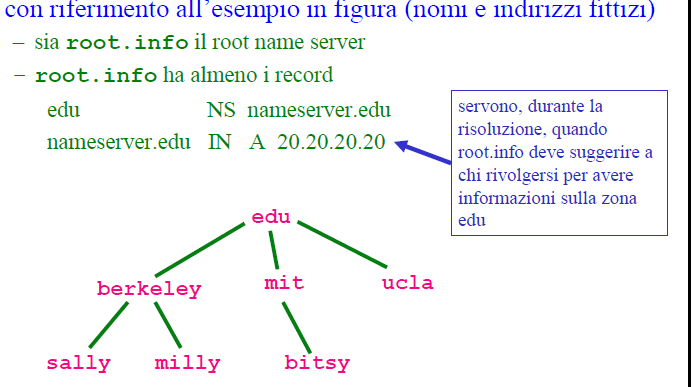 con riferimento all'esempio in figura (nomi e indirizzi fittizi)
– sia root.info il root name server
– root.info ha almeno i record
edu NS nameserver.edu
nameserver.edu IN A 20.20.20.20
servono, durante la
risoluzione, quando
root.info deve suggerire a
chi rivolgersi per avere
informazioni sulla zona
edu
edu
berkeley mit ucla
sally milly bitsy